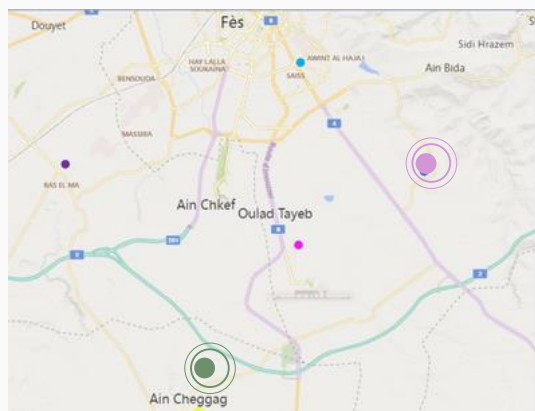 Douyet
Fès
HAY LALLA
SOUKAINA
AWINT AL HAJAJ
SAISS
Sidi Hrazem
Ain Bida
BENSOUDA
MASSIRA
RAS EL MA
Ain Chkef
Oulad Tayeb
Ain Cheggag